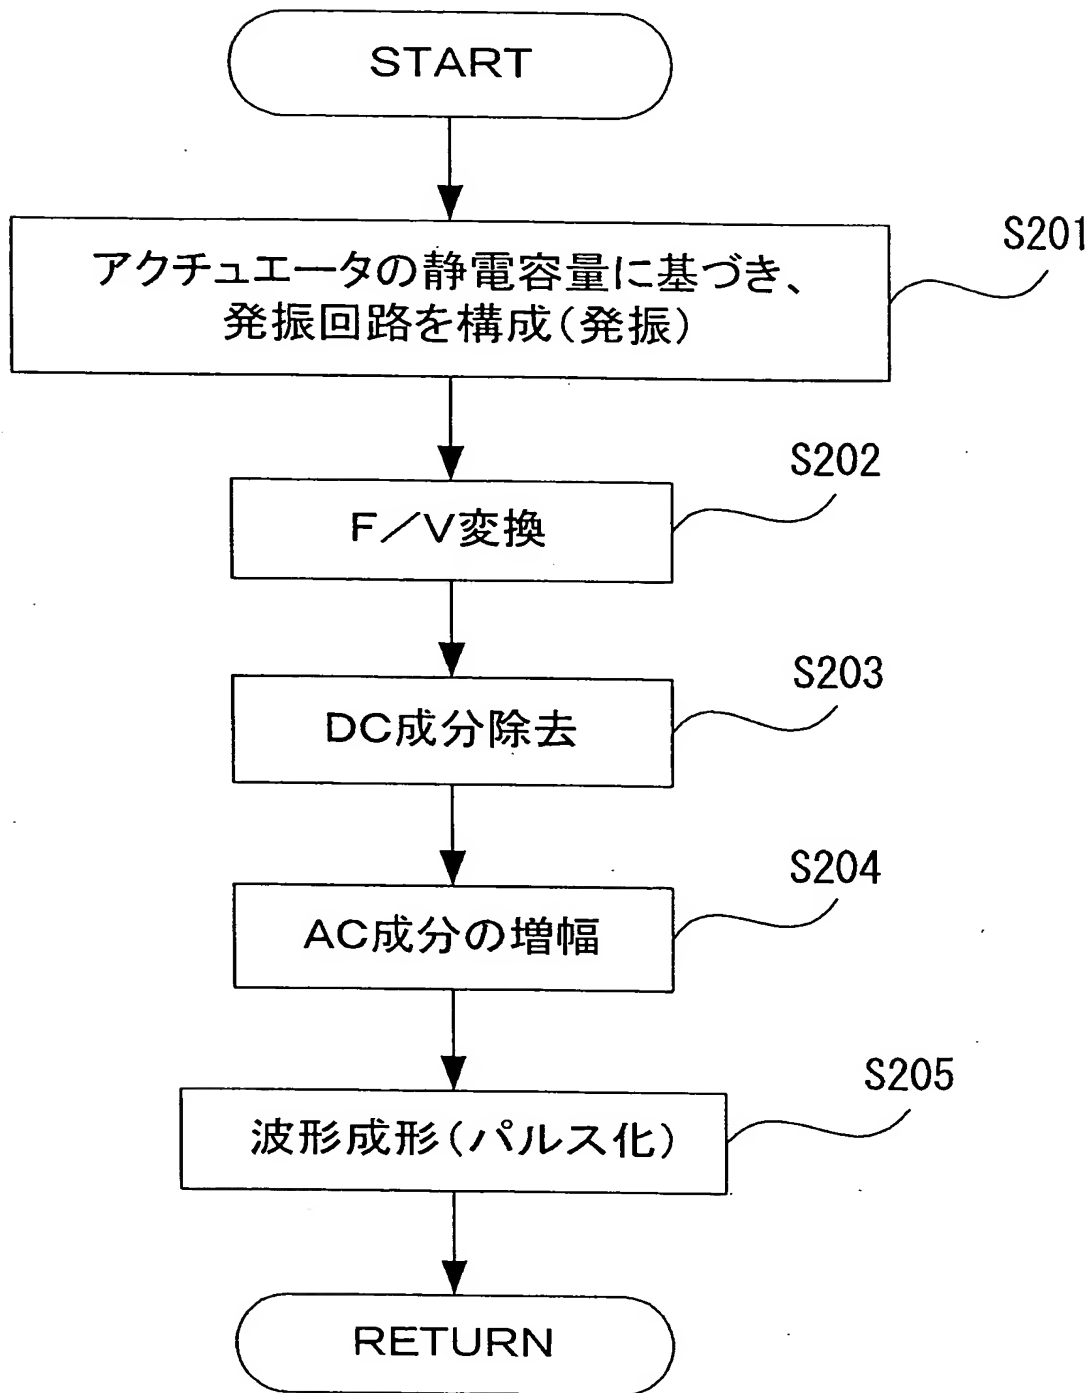 START
S201
アクチュエータの静電容量に基づき、
発振回路を構成(発振)
S202
F/V変換
S203
DC成分除去
S204
AC成分の増幅
S205
波形成形(パルス化)
RETURN